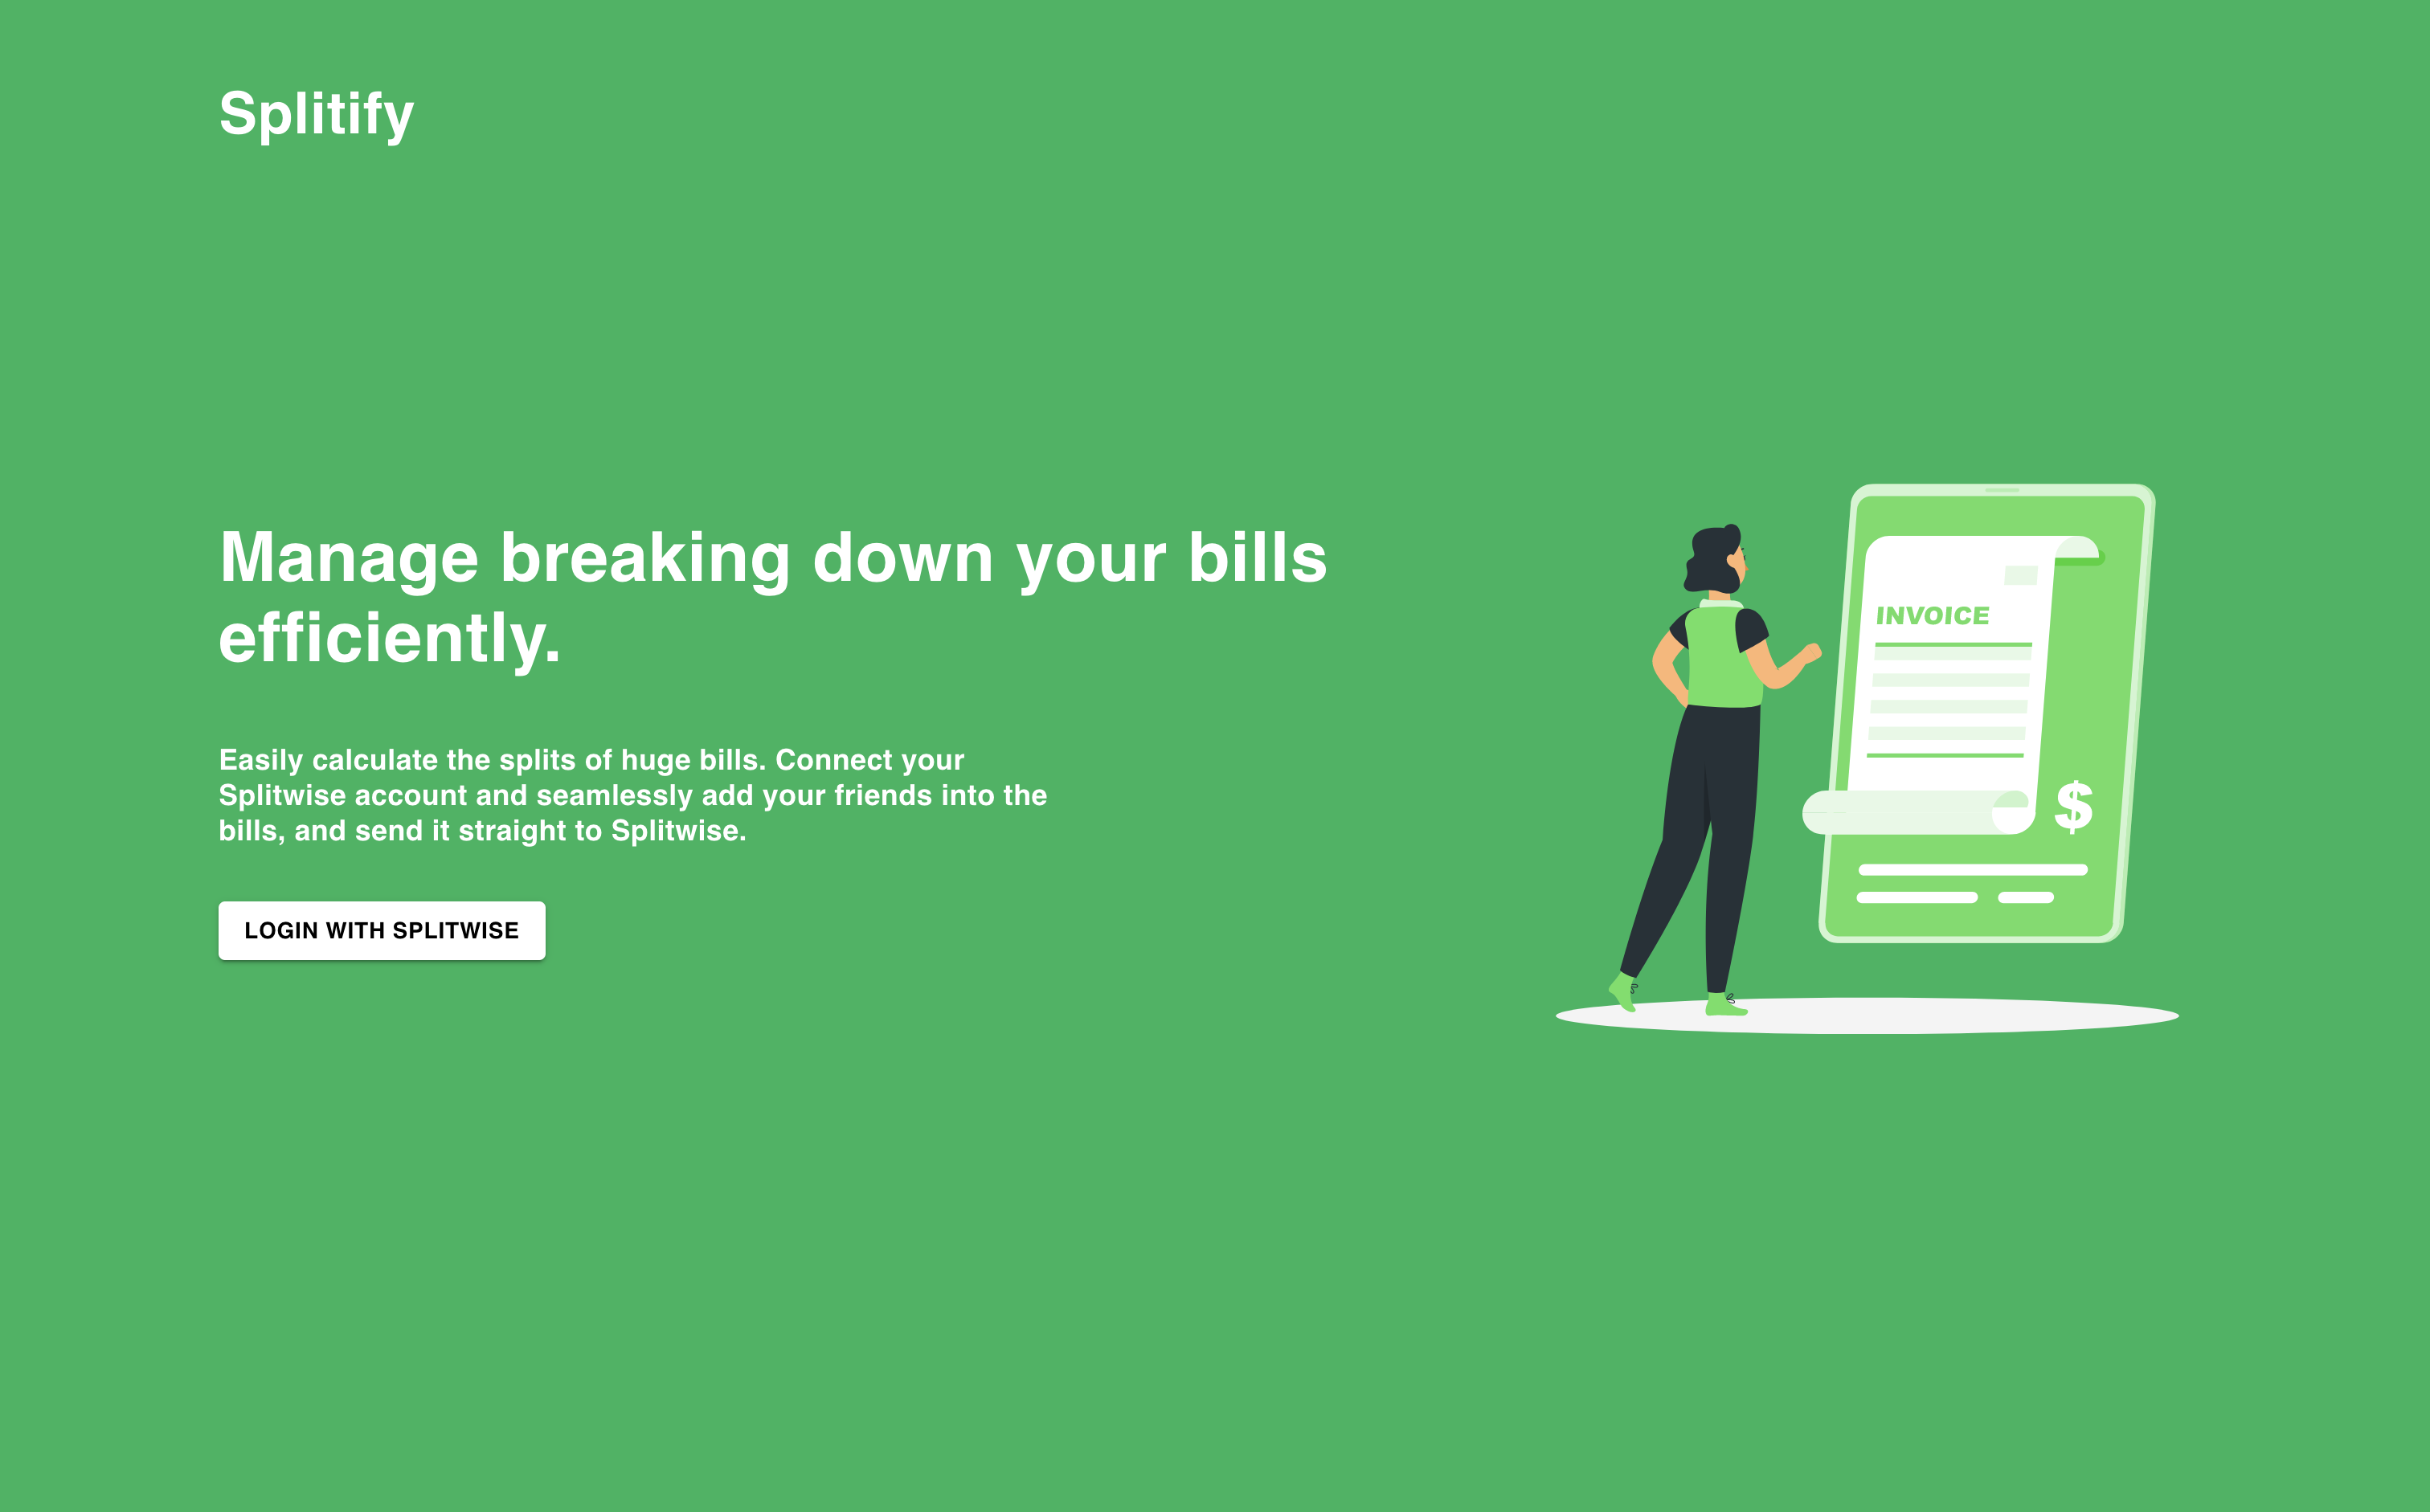 Splitify
Manage breaking down your bills
efficiently.
Easily calculate the splits of huge bills. Connect your
Splitwise account and seamlessly add your friends into the
bills, and send it straight to Splitwise.
LOGIN WITH SPLITWISE
INVOICE
$